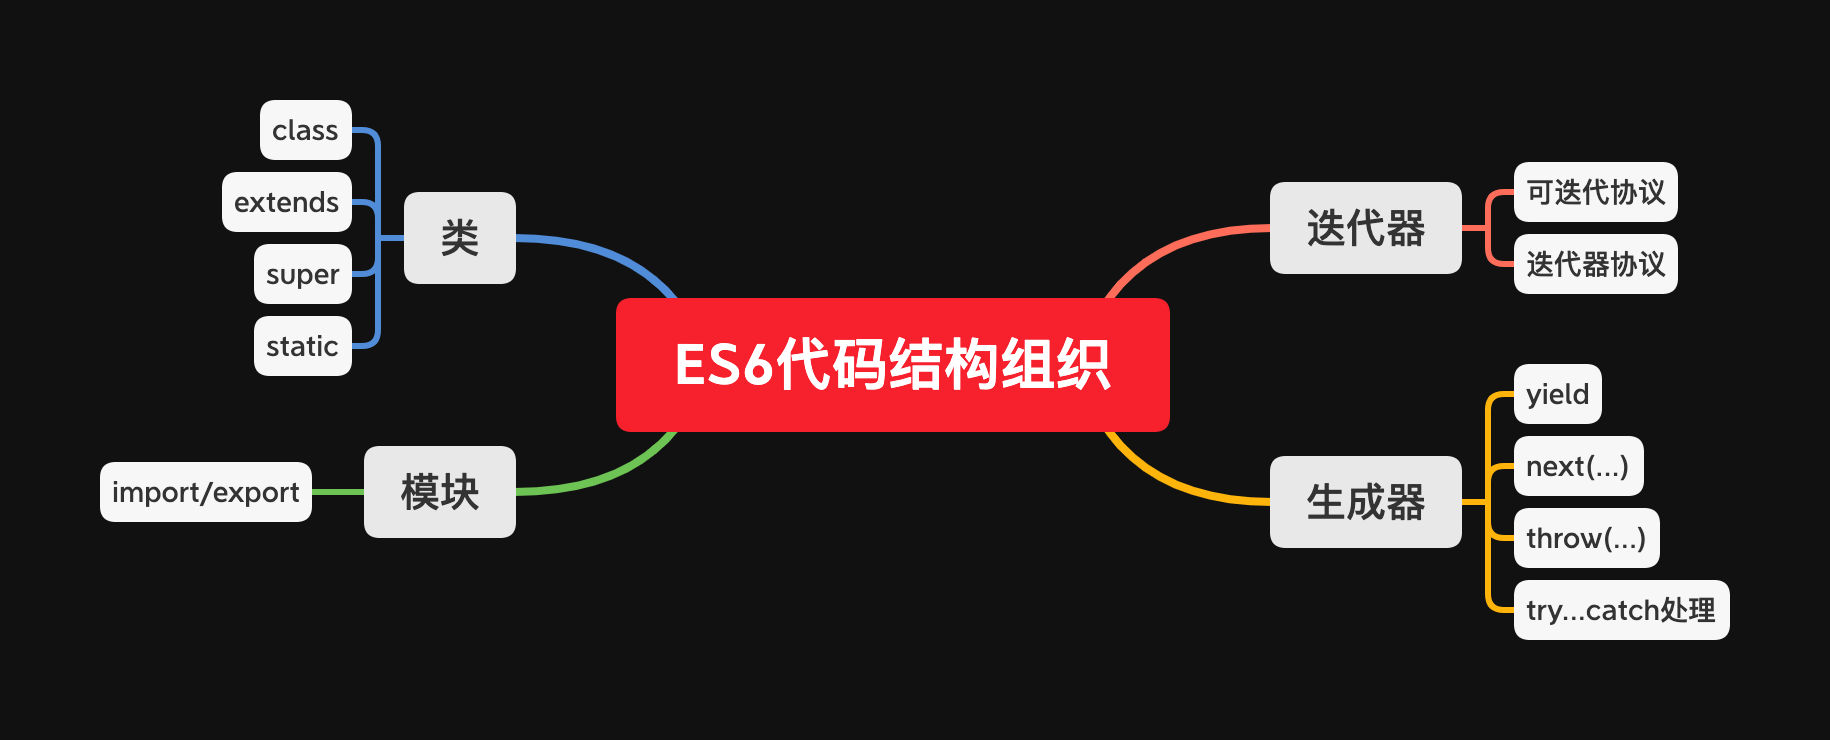 ES6代码结构组织
类
class
extends
super
static
模块
import/export
迭代器
可迭代协议
迭代器协议
生成器
yield
next(...)
throw(...)
try...catch处理